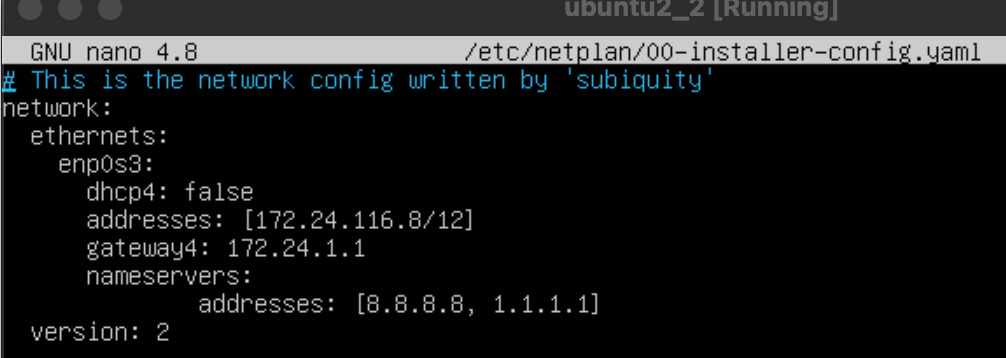 ubuntu2_2 [Running]
GNU nano 4.8 /etc/netplan/00-installer-config.yaml
# This is the network config written by 'subiquity'
network:
  ethernets:
    enp0s3:
      dhcp4: false
      addresses: [172.24.116.8/12]
      gateway4: 172.24.1.1
      nameservers:
              addresses: [8.8.8.8, 1.1.1.1]
  version: 2